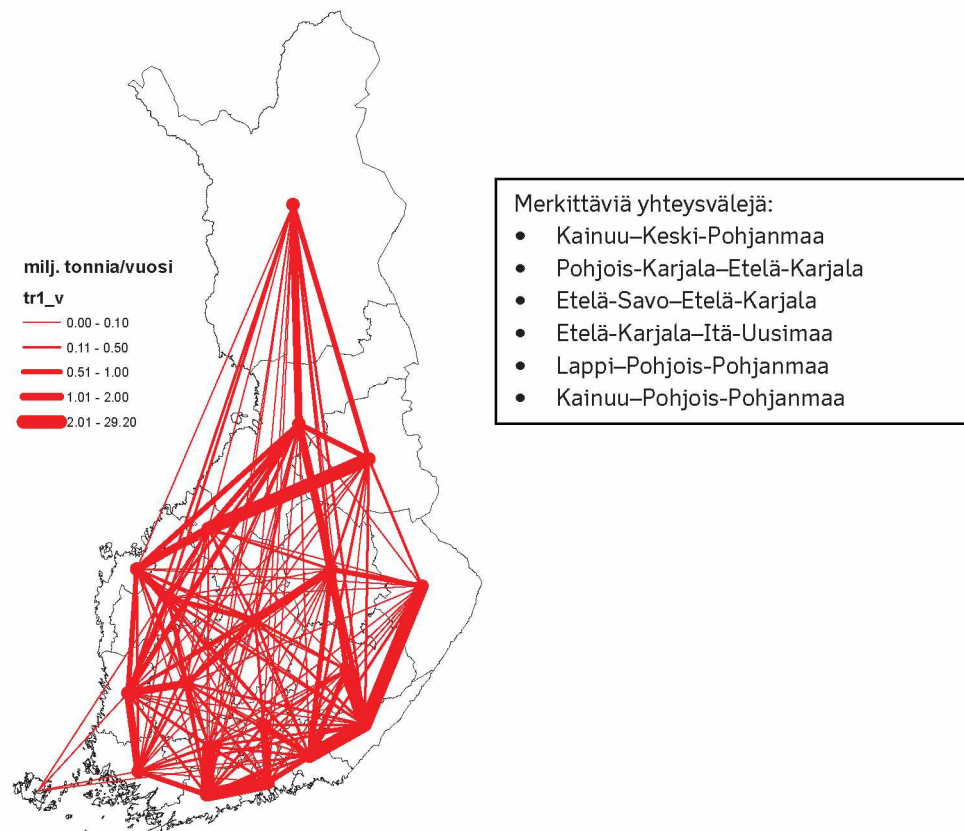 milj. tonnia/vuosi
tr1_v
0.00 - 0.10
0.11 - 0.50
0.51 - 1.00
1.01 - 2.00
2.01 - 29.20
Merkittäviä yhteysvälejä:
• Kainuu–Keski-Pohjanmaa
• Pohjois-Karjala–Etelä-Karjala
• Etelä-Savo–Etelä-Karjala
• Etelä-Karjala–Itä-Uusimaa
• Lappi–Pohjois-Pohjanmaa
• Kainuu–Pohjois-Pohjanmaa